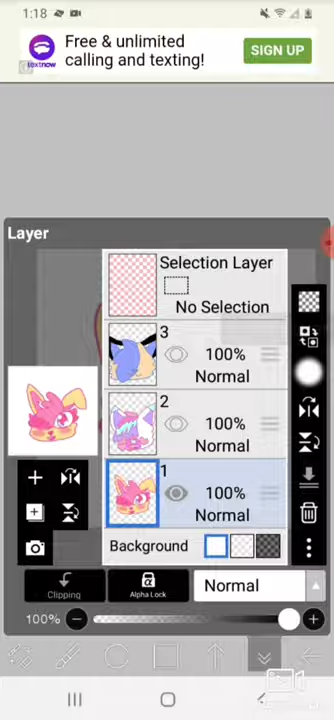 1:18
Free & unlimited
calling and texting!
SIGN UP
textnow
Layer
Selection Layer
No Selection
3
100%
Normal
2
100%
Normal
1
100%
Normal
Background
Clipping
α
Alpha Lock
Normal
100%